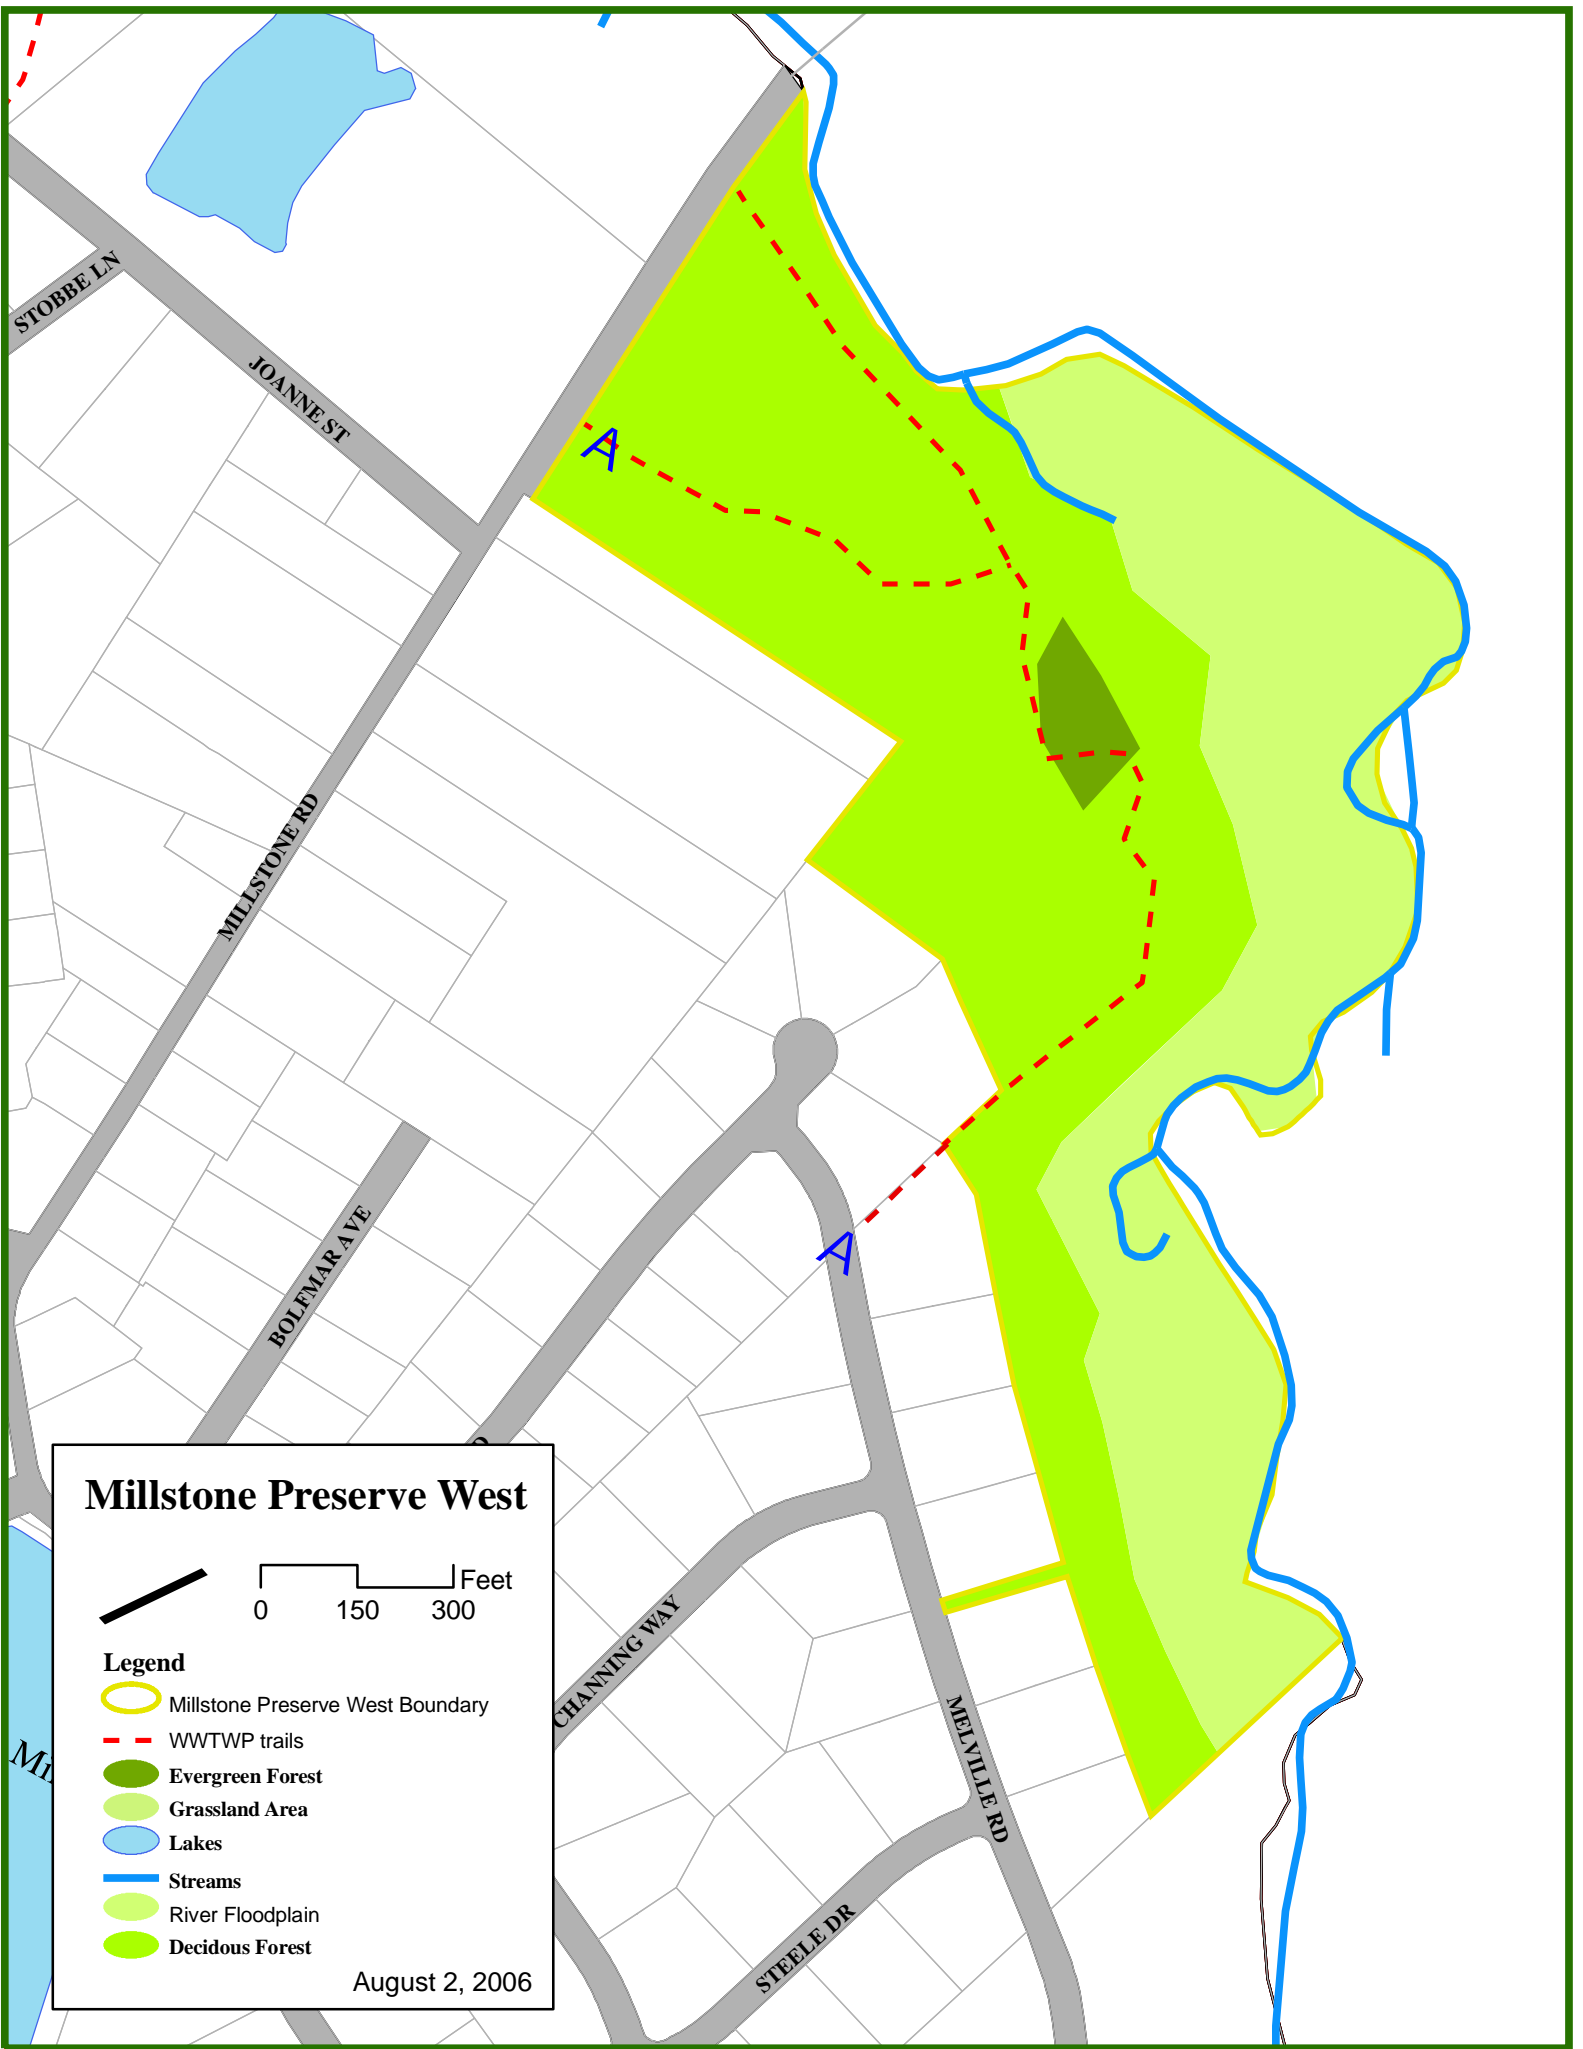 STOBBE LN
JOANNE ST
A
MILLSTONE RD
BOLFMAR AVE
A
CHANNING WAY
MELVILLE RD
STEELE DR
Millstone Preserve West
Feet
0 150 300
Legend
Millstone Preserve West Boundary
WWTWP trails
Evergreen Forest
Grassland Area
Lakes
Streams
River Floodplain
Decidous Forest
August 2, 2006